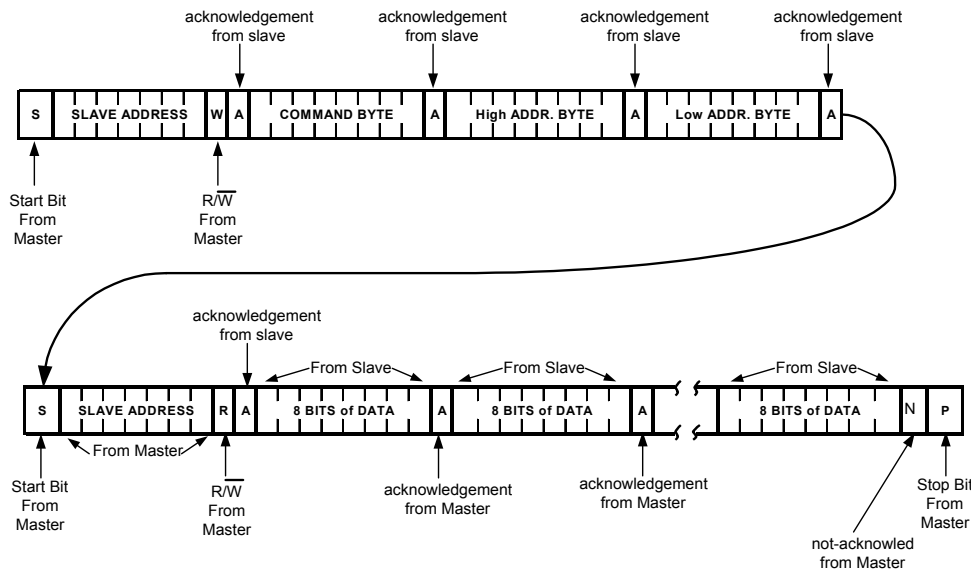 acknowledgement
from slave
acknowledgement
from slave
acknowledgement
from slave
acknowledgement
from slave
S
SLAVE ADDRESS
W
A
COMMAND BYTE
A
High ADDR. BYTE
A
Low ADDR. BYTE
A
Start Bit
From
Master
R/W̅
From
Master
acknowledgement
from slave
From Slave
From Slave
From Slave
S
SLAVE ADDRESS
R
A
8 BITS of DATA
A
8 BITS of DATA
A
8 BITS of DATA
N
P
From Master
Start Bit
From
Master
R/W̅
From
Master
acknowledgement
from Master
acknowledgement
from Master
Stop Bit
From
Master
not-acknowled
from Master